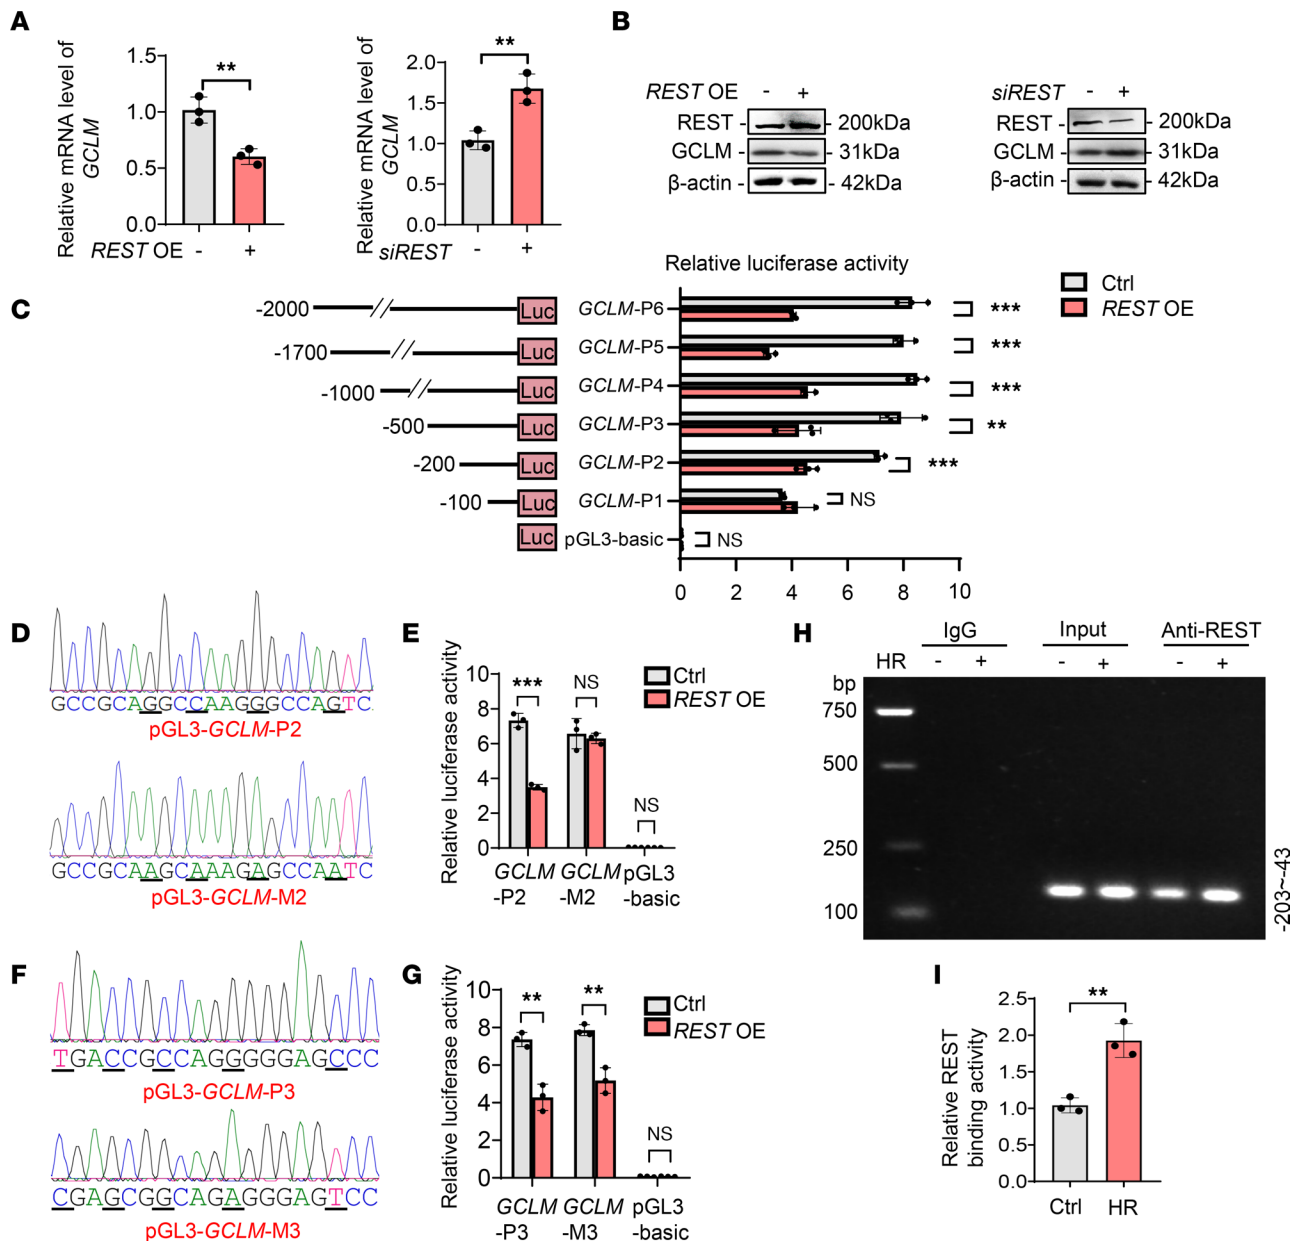 A
Relative mRNA level of
GCLM
1.5
1.0
0.5
0.0
**
REST OE
-
+
Relative mRNA level of
GCLM
2.0
1.5
1.0
0.5
0.0
**
siREST
-
+
B
REST OE - +
REST - - 200kDa
GCLM - - 31kDa
β-actin - - 42kDa
siREST - +
REST - - 200kDa
GCLM - - 31kDa
β-actin - - 42kDa
C
Relative luciferase activity
Ctrl
REST OE
-2000 // Luc GCLM-P6 ***
-1700 // Luc GCLM-P5 ***
-1000 // Luc GCLM-P4 ***
-500 Luc GCLM-P3 **
-200 Luc GCLM-P2 ***
-100 Luc GCLM-P1 NS
Luc pGL3-basic NS
0 2 4 6 8 10
D
GCCGCAGGCCAAGGGCCAGTC
pGL3-GCLM-P2
GCCGCAAGCAAAGAGCCAATC
pGL3-GCLM-M2
E
Relative luciferase activity
10
8
6
4
2
0
*** NS NS
Ctrl
REST OE
GCLM
-P2
GCLM
-M2
pGL3
-basic
F
TGACCGCCAGGGGGAGCCC
pGL3-GCLM-P3
CGAGCGGCAGAGGGAGTCC
pGL3-GCLM-M3
G
Relative luciferase activity
10
8
6
4
2
0
** ** NS
Ctrl
REST OE
GCLM
-P3
GCLM
-M3
pGL3
-basic
H
IgG Input Anti-REST
HR - + - + - +
bp
750
500
250
100
-203~-43
I
Relative REST
binding activity
2.5
2.0
1.5
1.0
0.5
0.0
**
Ctrl HR